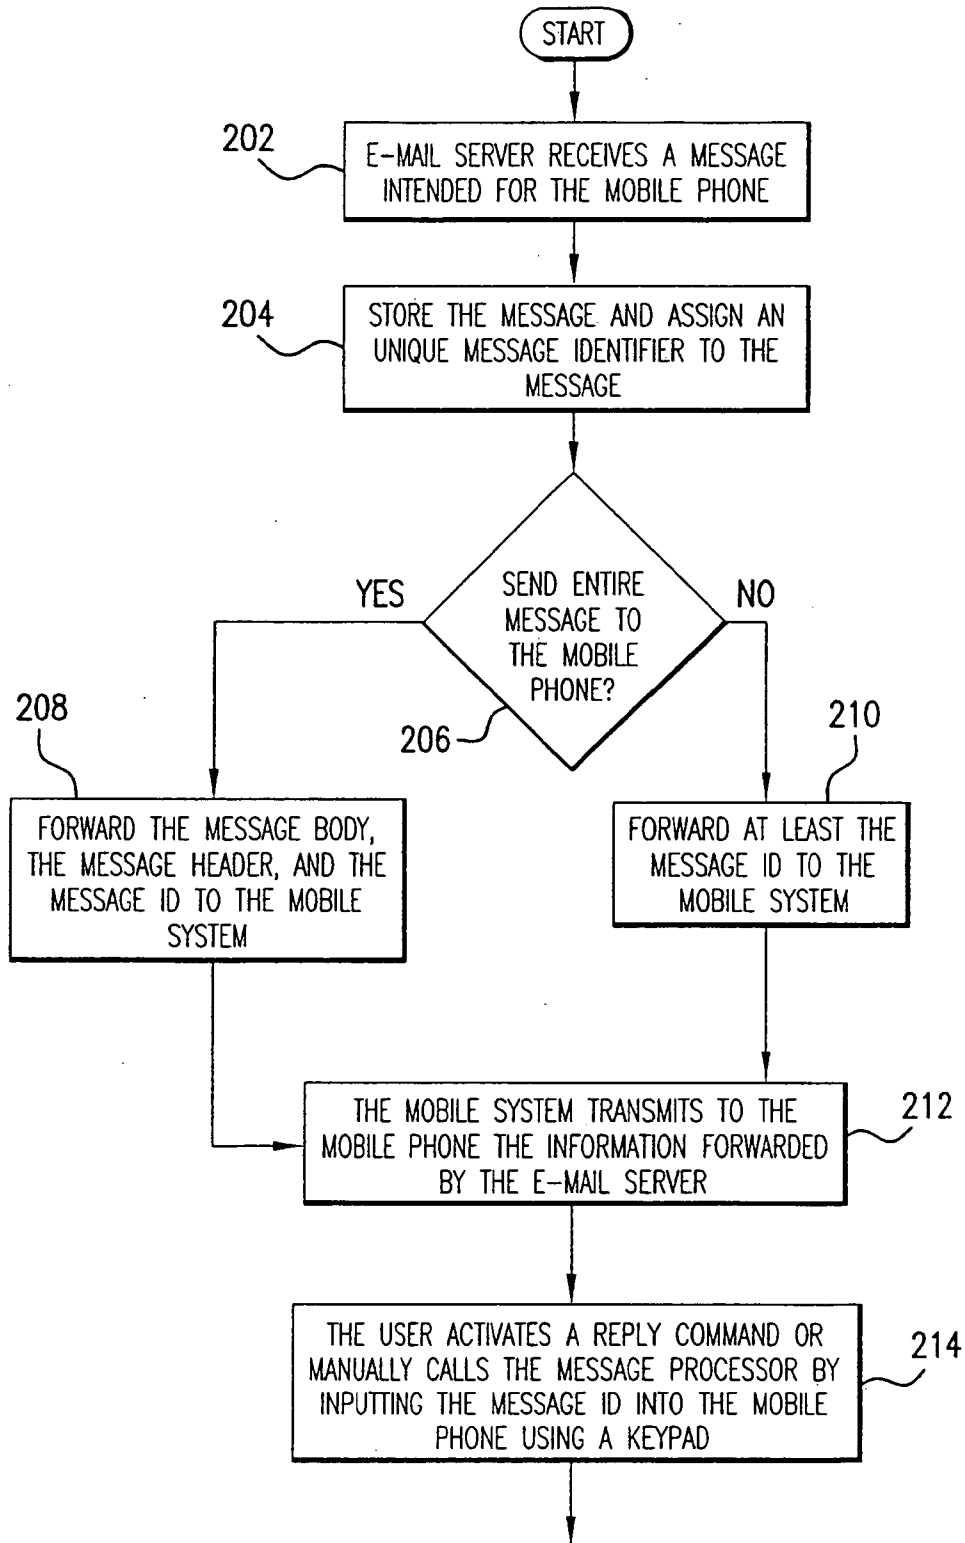 START
202
E-MAIL SERVER RECEIVES A MESSAGE
INTENDED FOR THE MOBILE PHONE
204
STORE THE MESSAGE AND ASSIGN AN
UNIQUE MESSAGE IDENTIFIER TO THE
MESSAGE
YES
SEND ENTIRE
MESSAGE TO
THE MOBILE
PHONE?
NO
206
208
FORWARD THE MESSAGE BODY,
THE MESSAGE HEADER, AND THE
MESSAGE ID TO THE MOBILE
SYSTEM
210
FORWARD AT LEAST THE
MESSAGE ID TO THE
MOBILE SYSTEM
THE MOBILE SYSTEM TRANSMITS TO THE
MOBILE PHONE THE INFORMATION FORWARDED
BY THE E-MAIL SERVER
212
THE USER ACTIVATES A REPLY COMMAND OR
MANUALLY CALLS THE MESSAGE PROCESSOR BY
INPUTTING THE MESSAGE ID INTO THE MOBILE
PHONE USING A KEYPAD
214